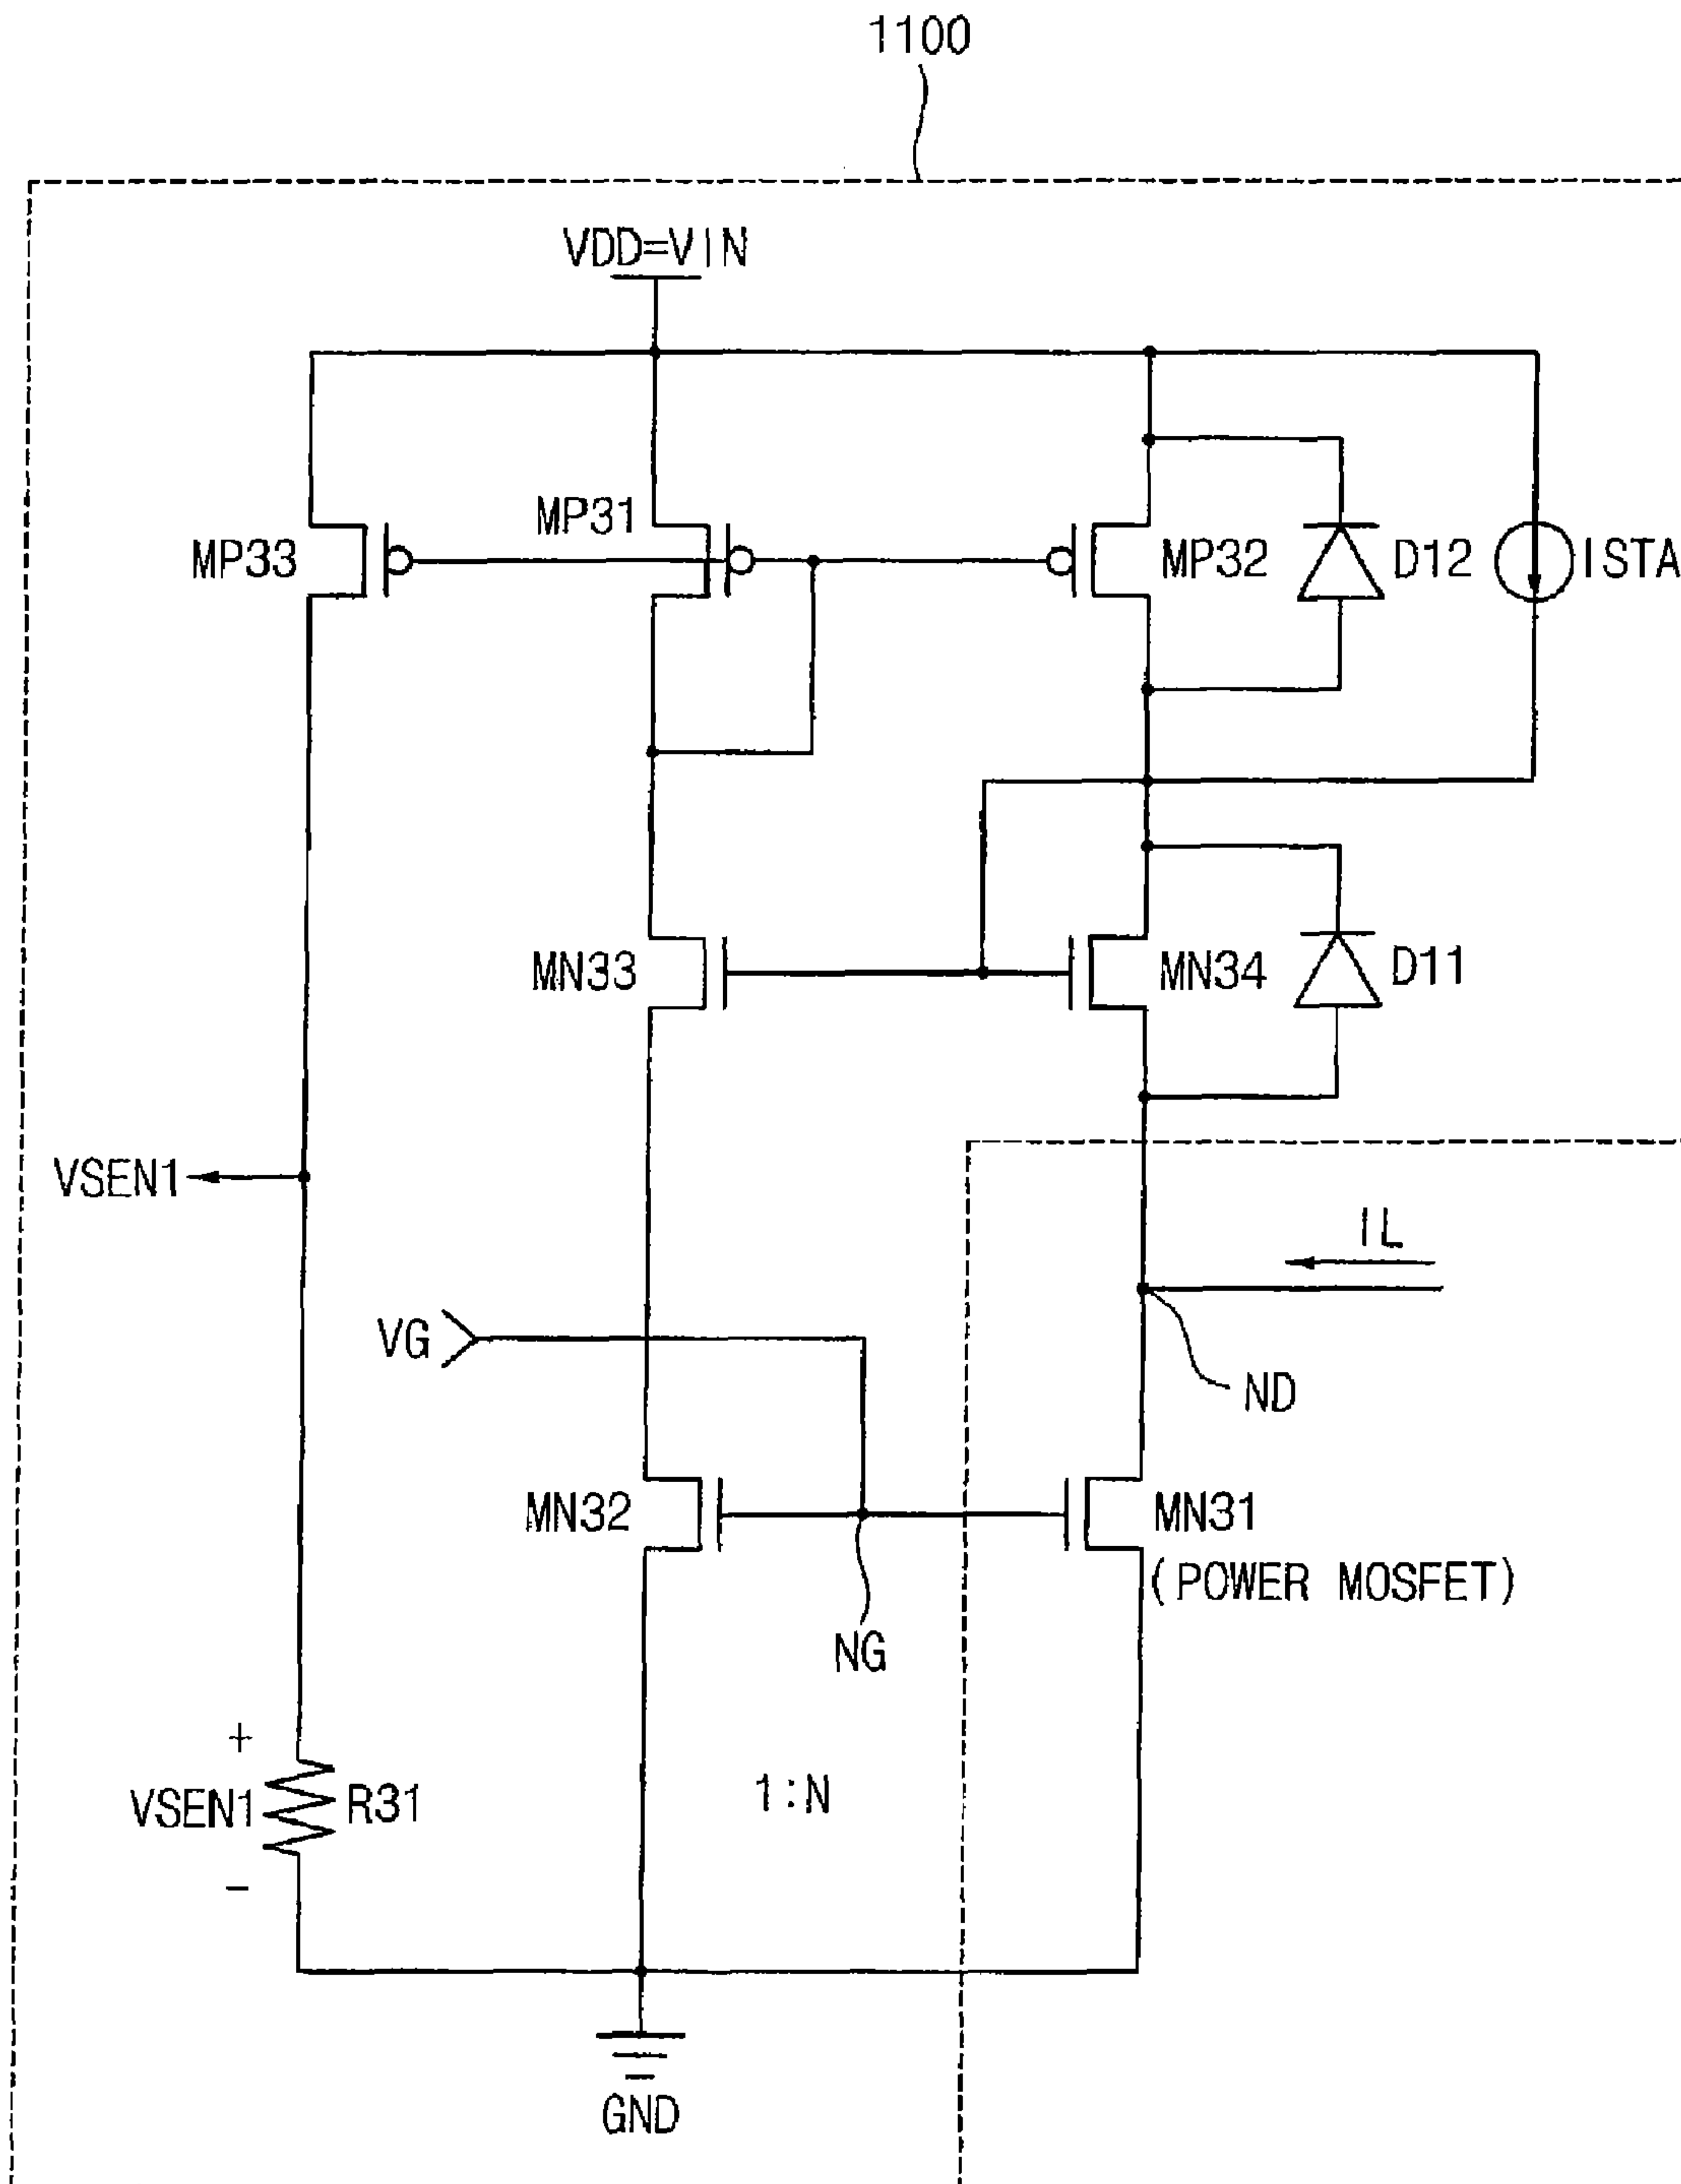 1100
VDD=VIN
MP33
MP31
MP32
D12
ISTA
MN33
MN34
D11
VSEN1
IL
VG
ND
MN32
MN31
(POWER MOSFET)
NG
+
VSEN1
R31
1:N
-
GND